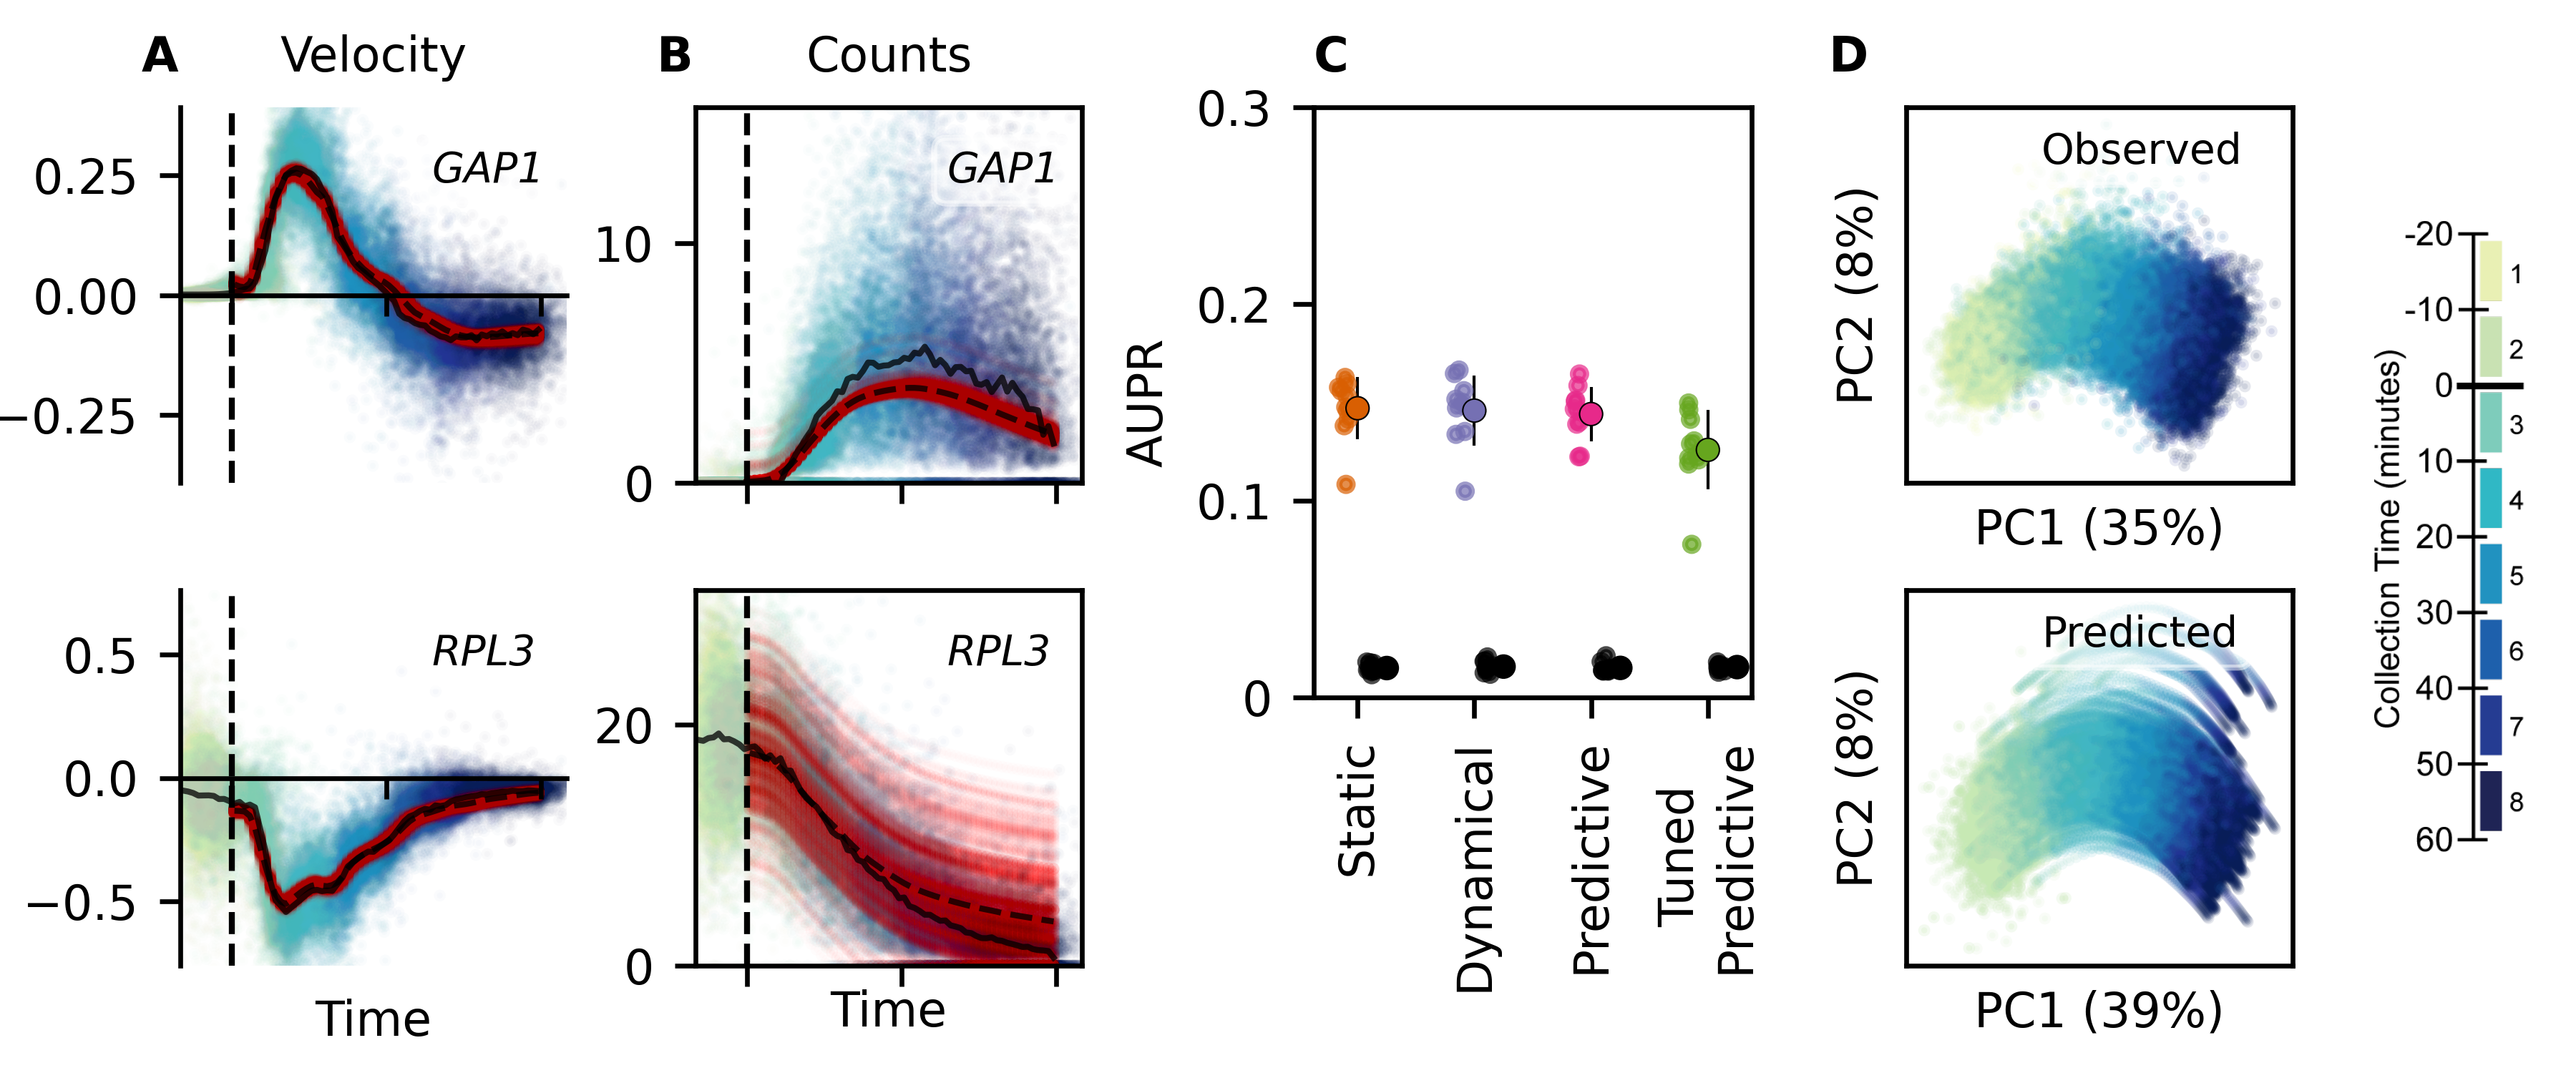 A Velocity
0.25
0.00
−0.25
GAP1
0.5
0.0
−0.5
RPL3
Time
B Counts
10
0
GAP1
20
0
RPL3
Time
C
AUPR
0.3
0.2
0.1
0
Static
Dynamical
Predictive
Tuned
Predictive
D
Observed
PC2 (8%)
PC1 (35%)
Predicted
PC2 (8%)
PC1 (39%)
Collection Time (minutes)
-20
1
-10
2
0
3
10
4
20
5
30
6
40
7
50
8
60